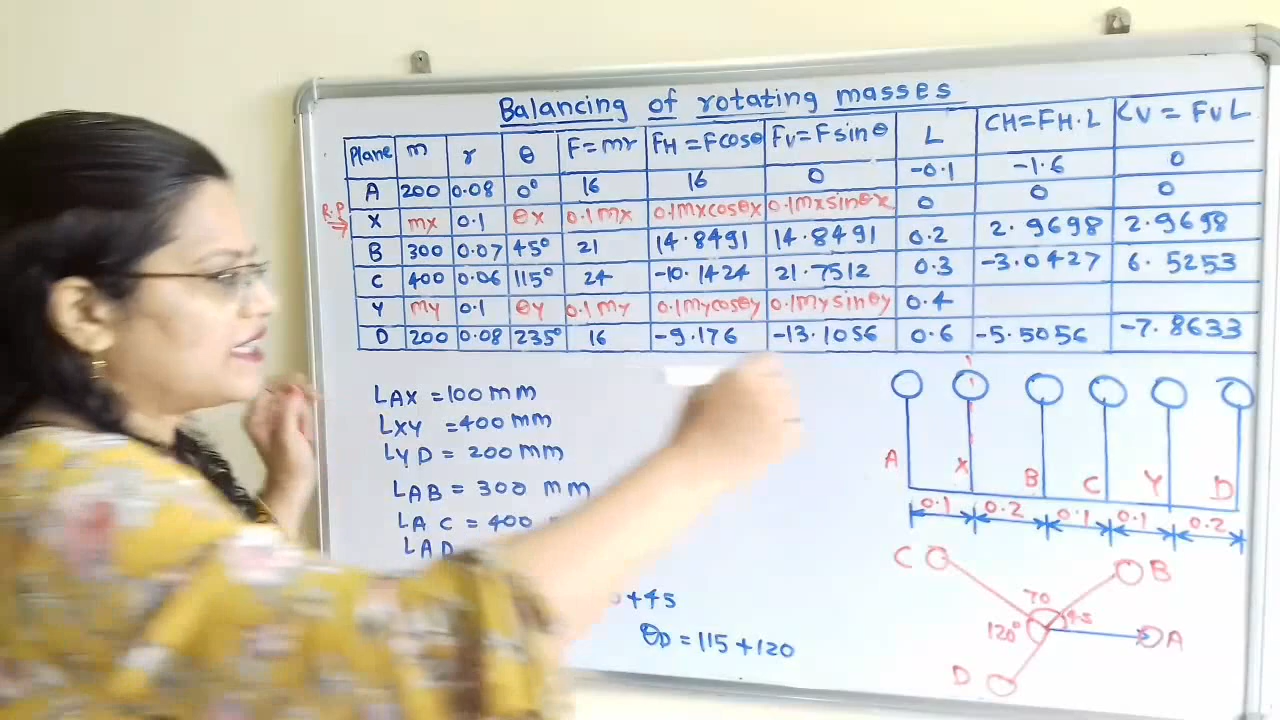 Balancing of rotating masses
Plane m r θ F=mr FH=Fcosθ FV=Fsinθ L CH=FH.L CV=FVL
A 200 0.08 0° 16 16 0 -0.1 -1.6 0
R.P X mx 0.1 θx 0.1mx 0.1mxcosθx 0.1mxsinθx 0 0 0
B 300 0.07 45° 21 14.8491 14.8491 0.2 2.9698 2.9698
C 400 0.06 115° 24 -10.1424 21.7512 0.3 -3.0427 6.5253
Y my 0.1 θy 0.1my 0.1mycosθy 0.1mysinθy 0.4
D 200 0.08 235° 16 -9.176 -13.1056 0.6 -5.5056 -7.8633
LAX = 100 mm
LXY = 400 mm
LYD = 200 mm
LAB = 300 mm
LAC = 400
LAD
+45
θD = 115+120
A X B C Y D
0.1 0.2 0.1 0.1 0.2
C B
70
45
120° A
D